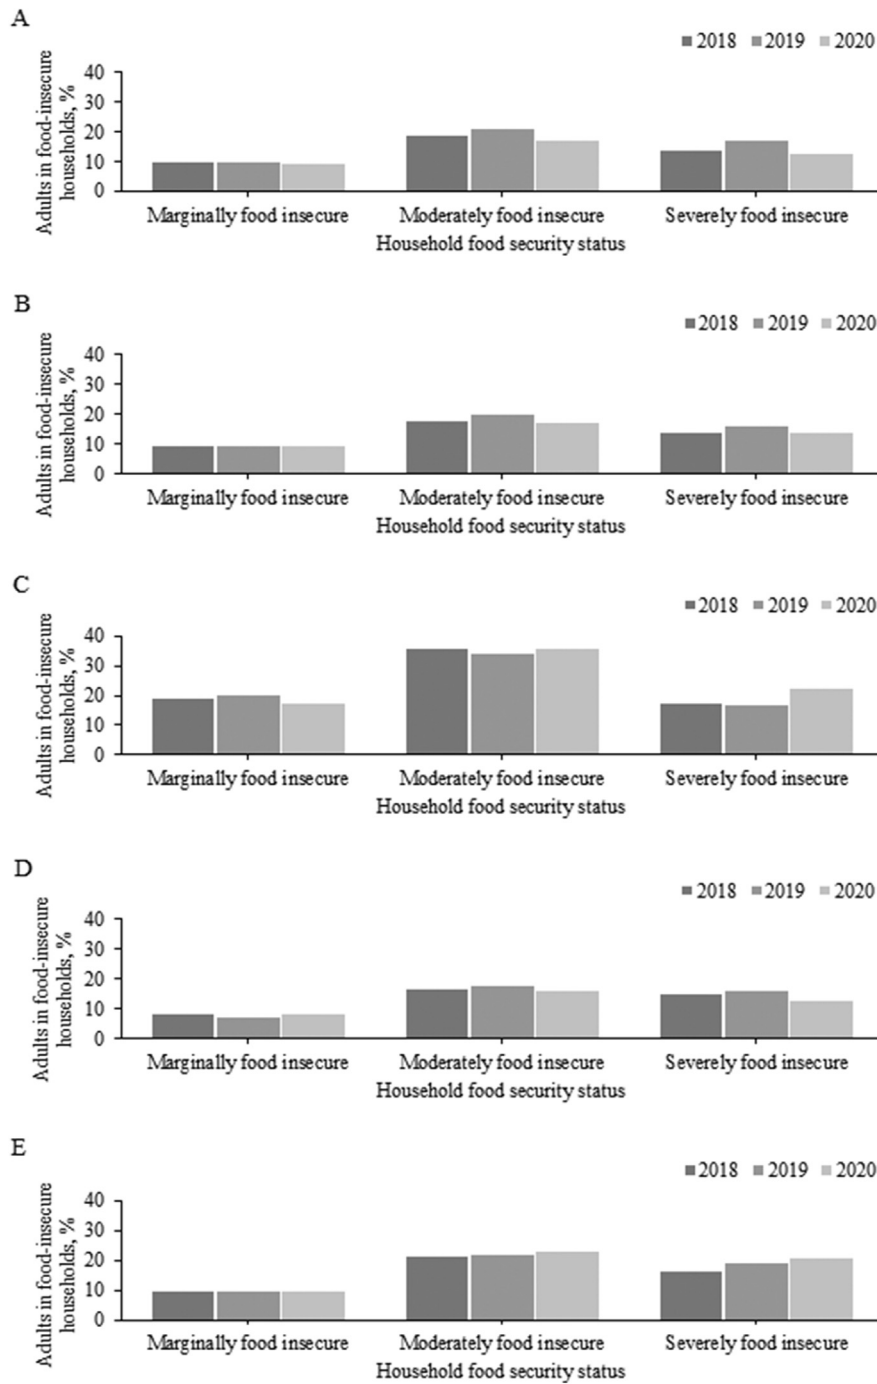 A
2018 2019 2020
Adults in food-insecure
households, %
40
30
20
10
0
Marginally food insecure Moderately food insecure Severely food insecure
Household food security status
B
2018 2019 2020
Adults in food-insecure
households, %
40
30
20
10
0
Marginally food insecure Moderately food insecure Severely food insecure
Household food security status
C
2018 2019 2020
Adults in food-insecure
households, %
40
30
20
10
0
Marginally food insecure Moderately food insecure Severely food insecure
Household food security status
D
2018 2019 2020
Adults in food-insecure
households, %
40
30
20
10
0
Marginally food insecure Moderately food insecure Severely food insecure
Household food security status
E
2018 2019 2020
Adults in food-insecure
households, %
40
30
20
10
0
Marginally food insecure Moderately food insecure Severely food insecure
Household food security status